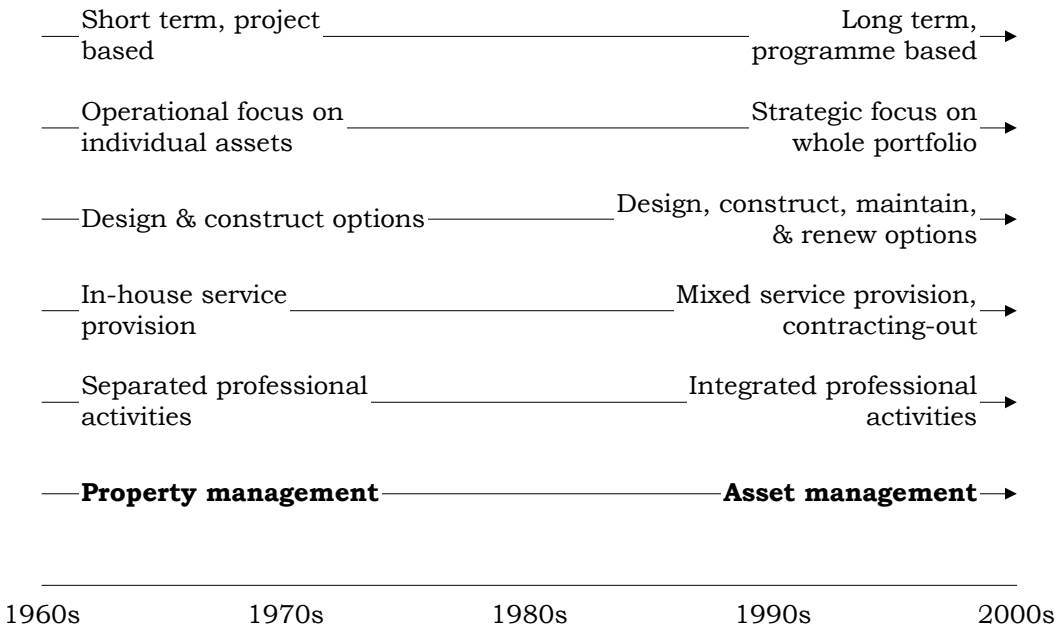 Short term, project
based
Long term,
programme based
Operational focus on
individual assets
Strategic focus on
whole portfolio
Design & construct options
Design, construct, maintain,
& renew options
In-house service
provision
Mixed service provision,
contracting-out
Separated professional
activities
Integrated professional
activities
Property management
Asset management
1960s 1970s 1980s 1990s 2000s